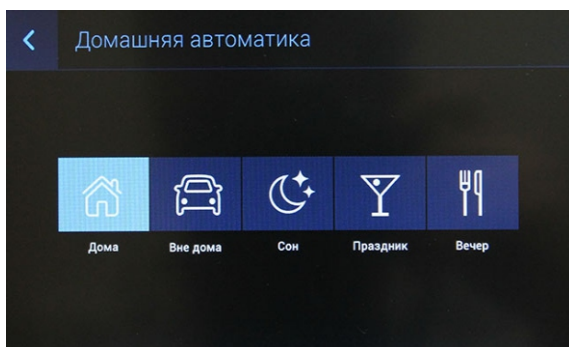 Домашняя автоматика
Дома
Вне дома
Сон
Праздник
Вечер